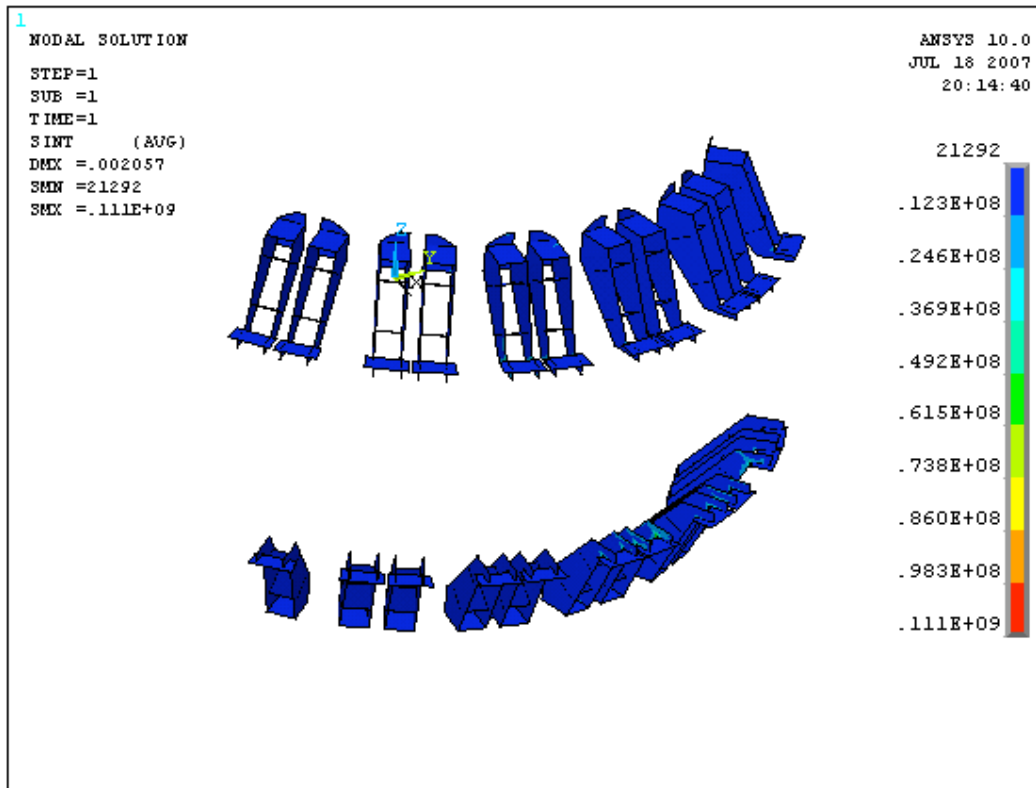 1
NODAL SOLUTION
STEP=1
SUB =1
TIME=1
SINT (AVG)
DMX =.002057
SMN =21292
SMX =.111E+09
ANSYS 10.0
JUL 18 2007
20:14:40
Z
Y
X
21292
.123E+08
.246E+08
.369E+08
.492E+08
.615E+08
.738E+08
.860E+08
.983E+08
.111E+09